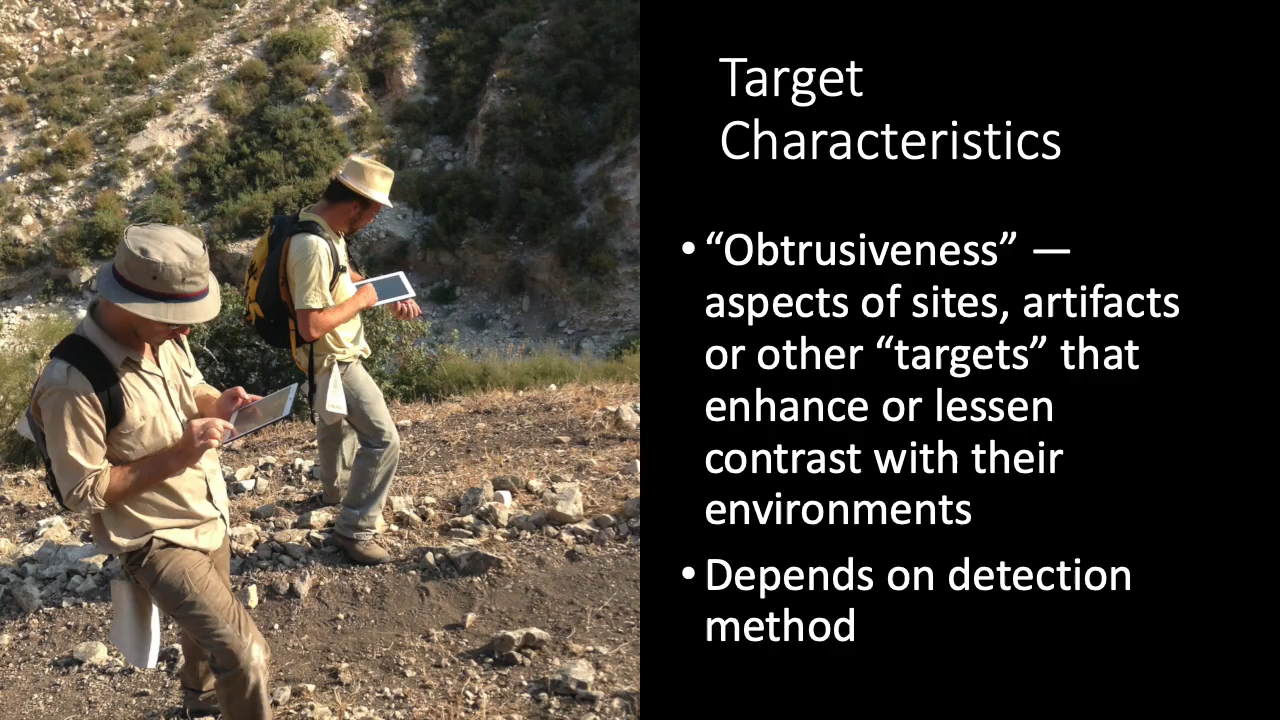 Target
Characteristics
• “Obtrusiveness” —
aspects of sites, artifacts
or other “targets” that
enhance or lessen
contrast with their
environments
• Depends on detection
method